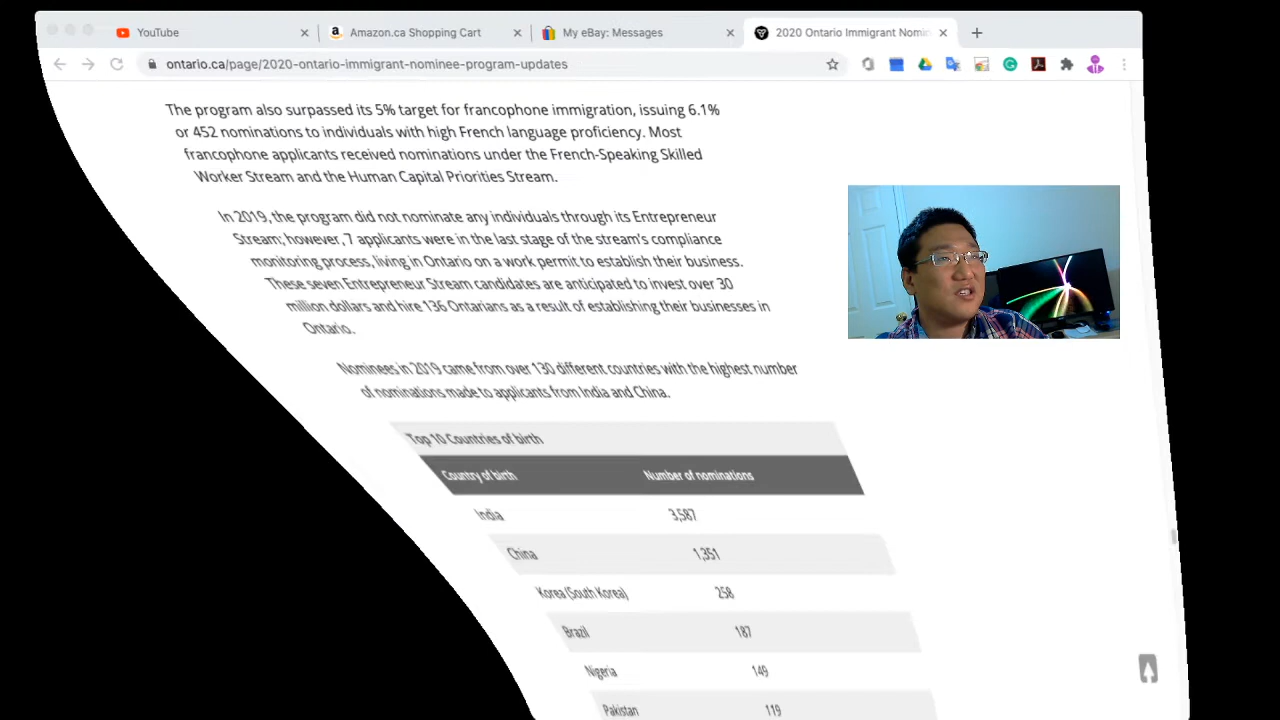 YouTube
Amazon.ca Shopping Cart
My eBay: Messages
2020 Ontario Immigrant Nomin
ontario.ca/page/2020-ontario-immigrant-nominee-program-updates
The program also surpassed its 5% target for francophone immigration, issuing 6.1%
or 452 nominations to individuals with high French language proficiency. Most
francophone applicants received nominations under the French-Speaking Skilled
Worker Stream and the Human Capital Priorities Stream.
In 2019, the program did not nominate any individuals through its Entrepreneur
Stream; however, 7 applicants were in the last stage of the stream's compliance
monitoring process, living in Ontario on a work permit to establish their business.
These seven Entrepreneur Stream candidates are anticipated to invest over 30
million dollars and hire 136 Ontarians as a result of establishing their businesses in
Ontario.
Nominees in 2019 came from over 130 different countries with the highest number
of nominations made to applicants from India and China.
Top 10 Countries of birth
Country of birth Number of nominations
India 3,587
China 1,351
Korea (South Korea) 258
Brazil 187
Nigeria 149
Pakistan 119